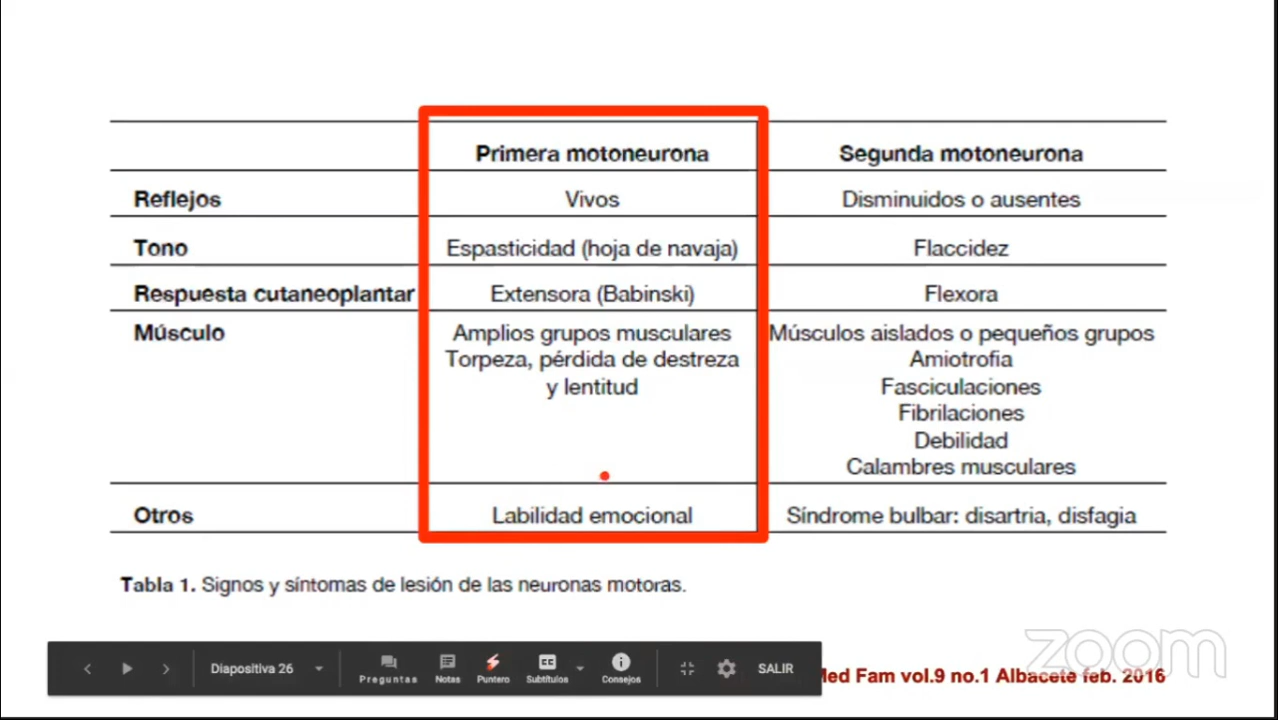 Primera motoneurona Segunda motoneurona
Reflejos Vivos Disminuidos o ausentes
Tono Espasticidad (hoja de navaja) Flaccidez
Respuesta cutaneoplantar Extensora (Babinski) Flexora
Músculo Amplios grupos musculares Músculos aislados o pequeños grupos
Torpeza, pérdida de destreza Amiotrofia
y lentitud Fasciculaciones
Fibrilaciones
Debilidad
Calambres musculares
Otros Labilidad emocional Síndrome bulbar: disartria, disfagia
Tabla 1. Signos y síntomas de lesión de las neuronas motoras.
Diapositiva 26 Preguntas Notas Puntero CC Subtítulos Consejos SALIR
Med Fam vol.9 no.1 Albacete feb. 2016
zoom